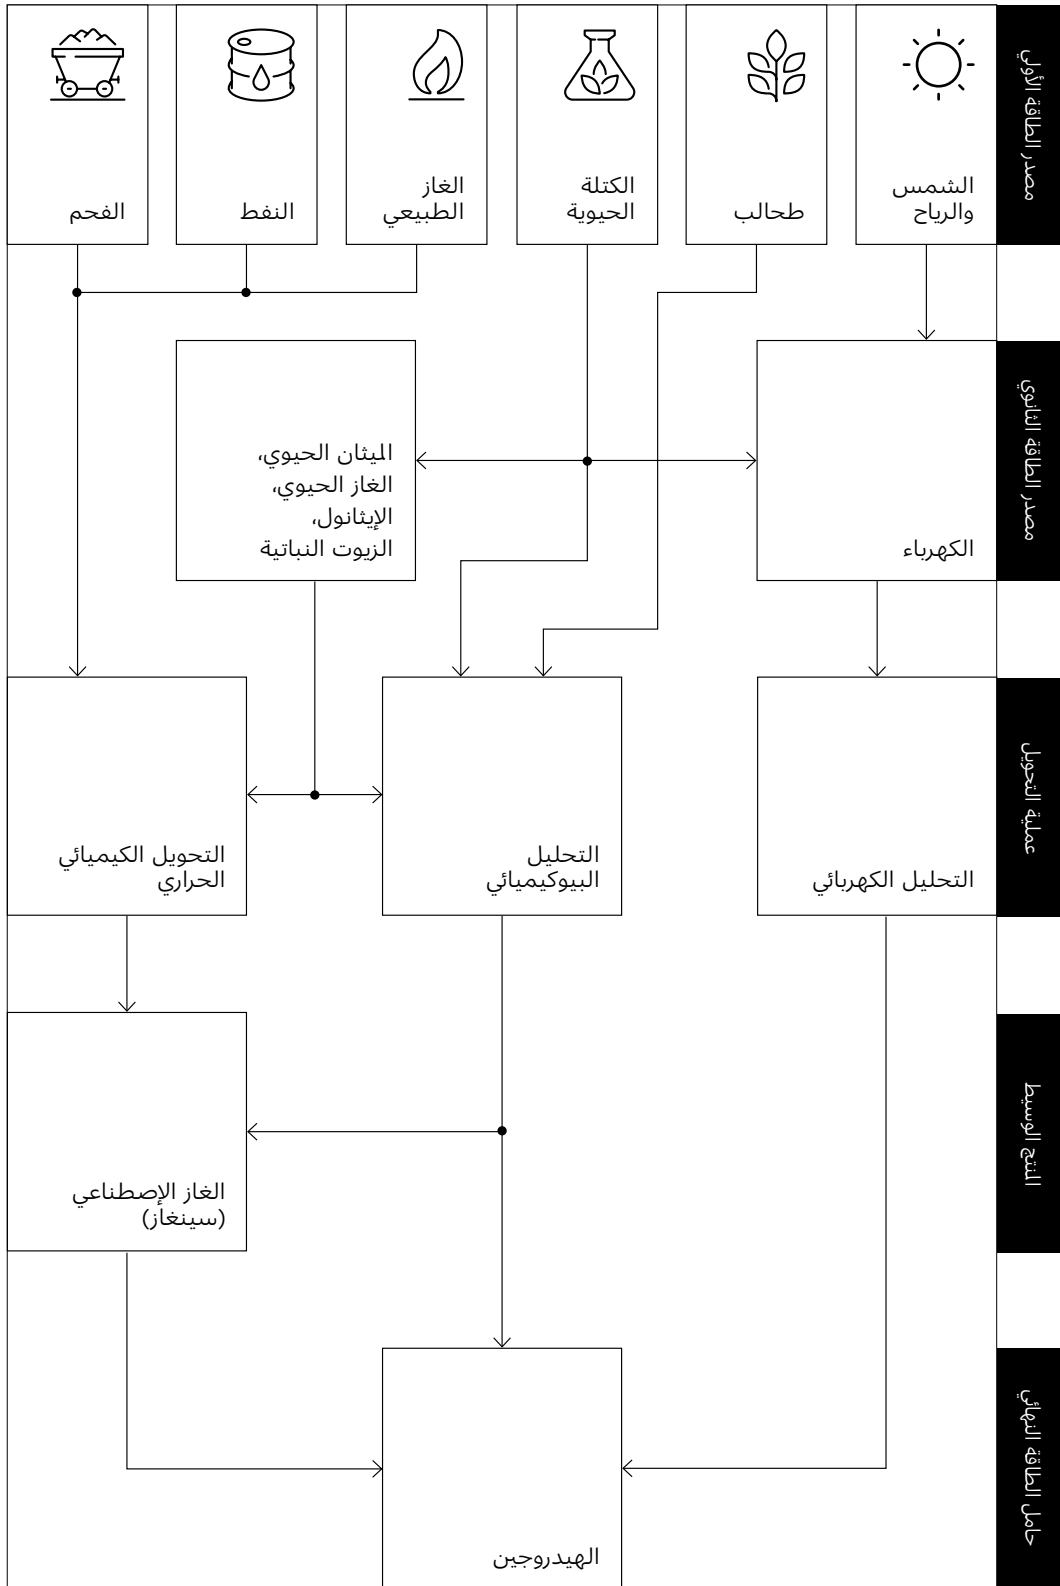 مصدر الطاقة الأولي
الشمس
والرياح
طحالب
الكتلة
الحيوية
الغاز
الطبيعي
النفط
الفحم
مصدر الطاقة الثانوي
الكهرباء
الميثان الحيوي،
الغاز الحيوي،
الإيثانول،
الزيوت النباتية
عملية التحويل
التحليل الكهربائي
التحليل
البيوكيميائي
التحويل الكيميائي
الحراري
المنتج الوسيط
الغاز الإصطناعي
(سينغاز)
حامل الطاقة النهائي
الهيدروجين